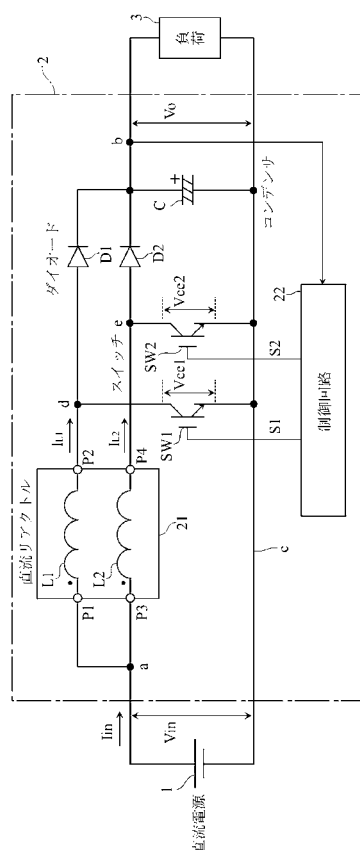 2
3
負荷
b
Vo
ダイオード
D1
D2
C
+
コンデンサ
スイッチ
d
e
Vce1
Vce2
SW1
SW2
22
制御回路
S1
S2
IL1
IL2
直流リアクトル
P1
P2
L1
P3
P4
L2
21
a
c
Iin
Vin
1
直流電源